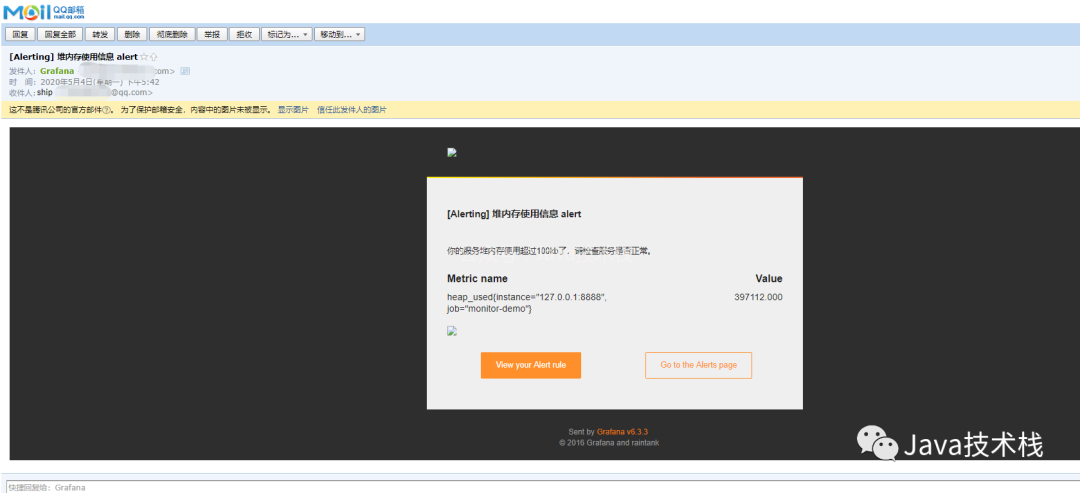 Mail QQ邮箱
mail.qq.com
回复 回复全部 转发 删除 彻底删除 举报 拒收 标记为... 移动到...
[Alerting] 堆内存使用信息 alert
发件人: Grafana com>
时 间: 2020年5月4日(星期一) 下午5:42
收件人: ship @qq.com>
这不是腾讯公司的官方邮件。 为了保护邮箱安全，内容中的图片未被显示。 显示图片 信任此发件人的图片
[Alerting] 堆内存使用信息 alert
你的服务堆内存使用超过100kb了，请检查服务是否正常。
Metric name Value
heap_used{instance="127.0.0.1:8888", 397112.000
job="monitor-demo"}
View your Alert rule Go to the Alerts page
Sent by Grafana v6.3.3
© 2016 Grafana and raintank
Java技术栈
快捷回复给: Grafana